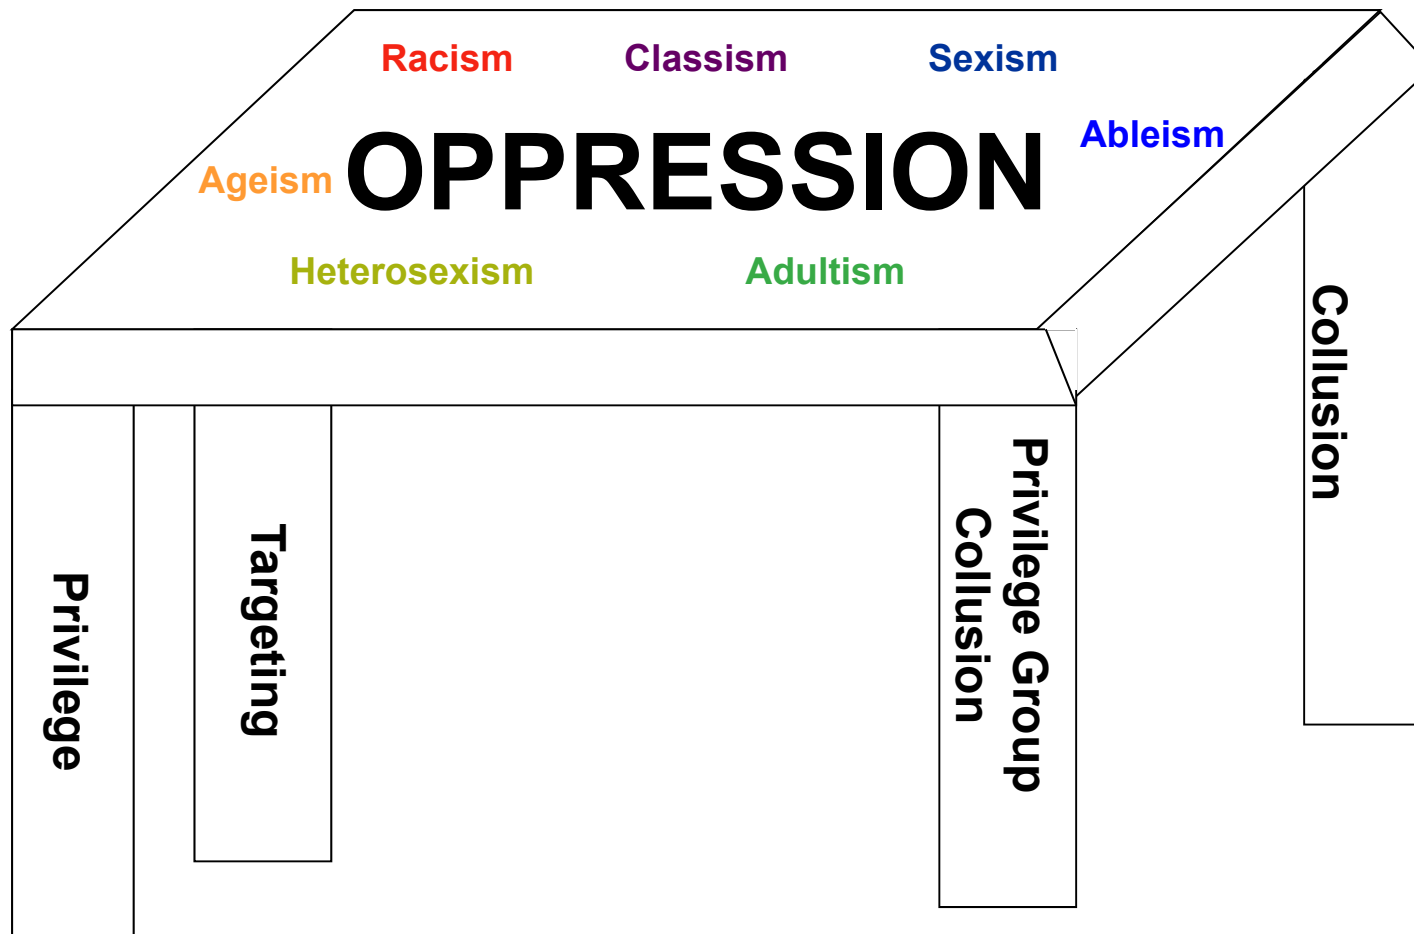 Racism
Classism
Sexism
Ableism
OPPRESSION
Ageism
Heterosexism
Adultism
Privilege
Targeting
Privilege Group
Collusion
Collusion